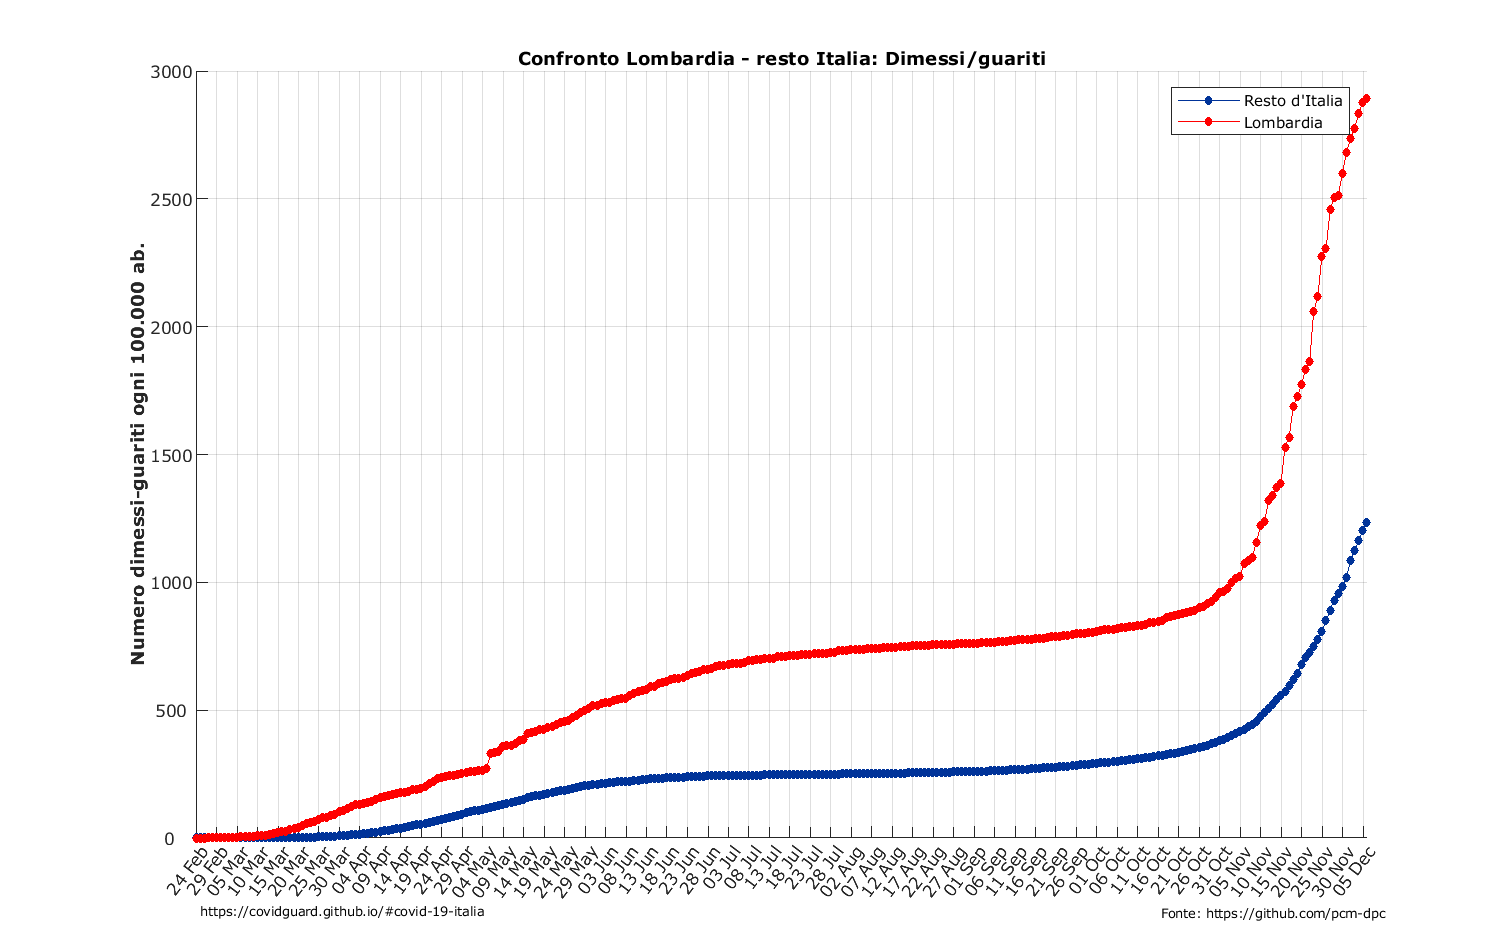 Confronto Lombardia - resto Italia: Dimessi/guariti
Resto d'Italia
Lombardia
Numero dimessi-guariti ogni 100.000 ab.
3000
2500
2000
1500
1000
500
0
24 Feb
29 Feb
05 Mar
10 Mar
15 Mar
20 Mar
25 Mar
30 Mar
04 Apr
09 Apr
14 Apr
19 Apr
24 Apr
29 Apr
04 May
09 May
14 May
19 May
24 May
29 May
03 Jun
08 Jun
13 Jun
18 Jun
23 Jun
28 Jun
03 Jul
08 Jul
13 Jul
18 Jul
23 Jul
28 Jul
02 Aug
07 Aug
12 Aug
17 Aug
22 Aug
27 Aug
01 Sep
06 Sep
11 Sep
16 Sep
21 Sep
26 Sep
01 Oct
06 Oct
11 Oct
16 Oct
21 Oct
26 Oct
31 Oct
05 Nov
10 Nov
15 Nov
20 Nov
25 Nov
30 Nov
05 Dec
https://covidguard.github.io/#covid-19-italia
Fonte: https://github.com/pcm-dpc